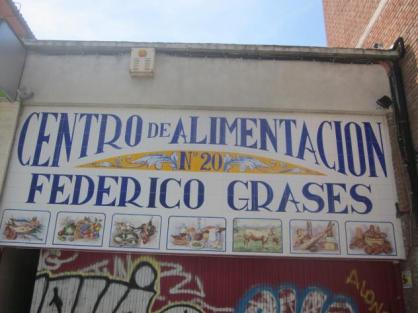 CENTRO DE ALIMENTACION
Nº 20
FEDERICO GRASES